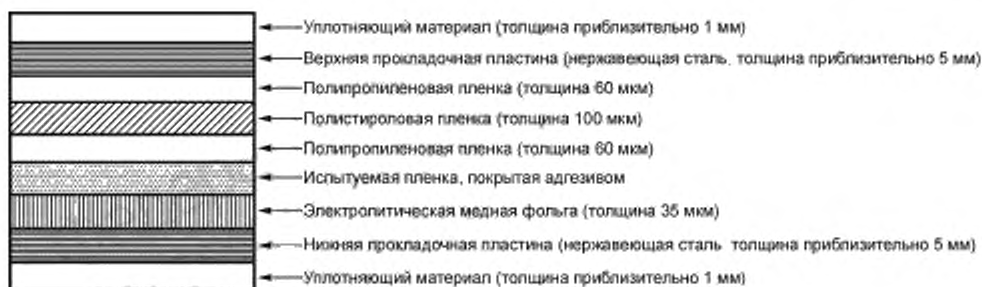 Уплотняющий материал (толщина приблизительно 1 мм)
Верхняя прокладочная пластина (нержавеющая сталь, толщина приблизительно 5 мм)
Полипропиленовая пленка (толщина 60 мкм)
Полистироловая пленка (толщина 100 мкм)
Полипропиленовая пленка (толщина 60 мкм)
Испытуемая пленка, покрытая адгезивом
Электролитическая медная фольга (толщина 35 мкм)
Нижняя прокладочная пластина (нержавеющая сталь толщина приблизительно 5 мм)
Уплотняющий материал (толщина приблизительно 1 мм)